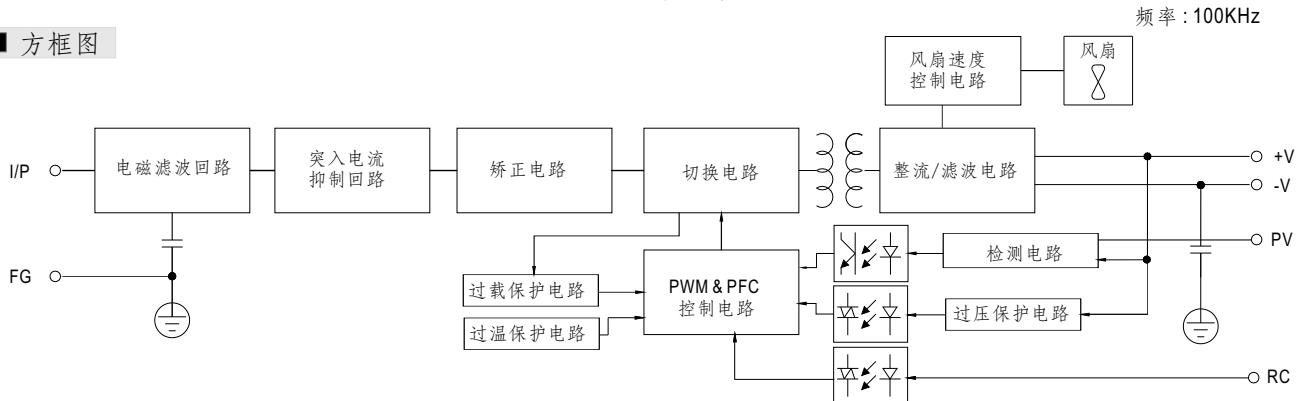 频率 : 100KHz
方框图
风扇速度
控制电路
风扇
I/P
电磁滤波回路
突入电流
抑制回路
矫正电路
切换电路
整流/滤波电路
+V
-V
PV
检测电路
FG
过载保护电路
PWM & PFC
控制电路
过压保护电路
过温保护电路
RC